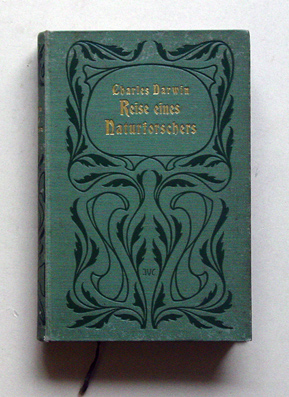 Charles Darwin
Reise eines
Naturforschers